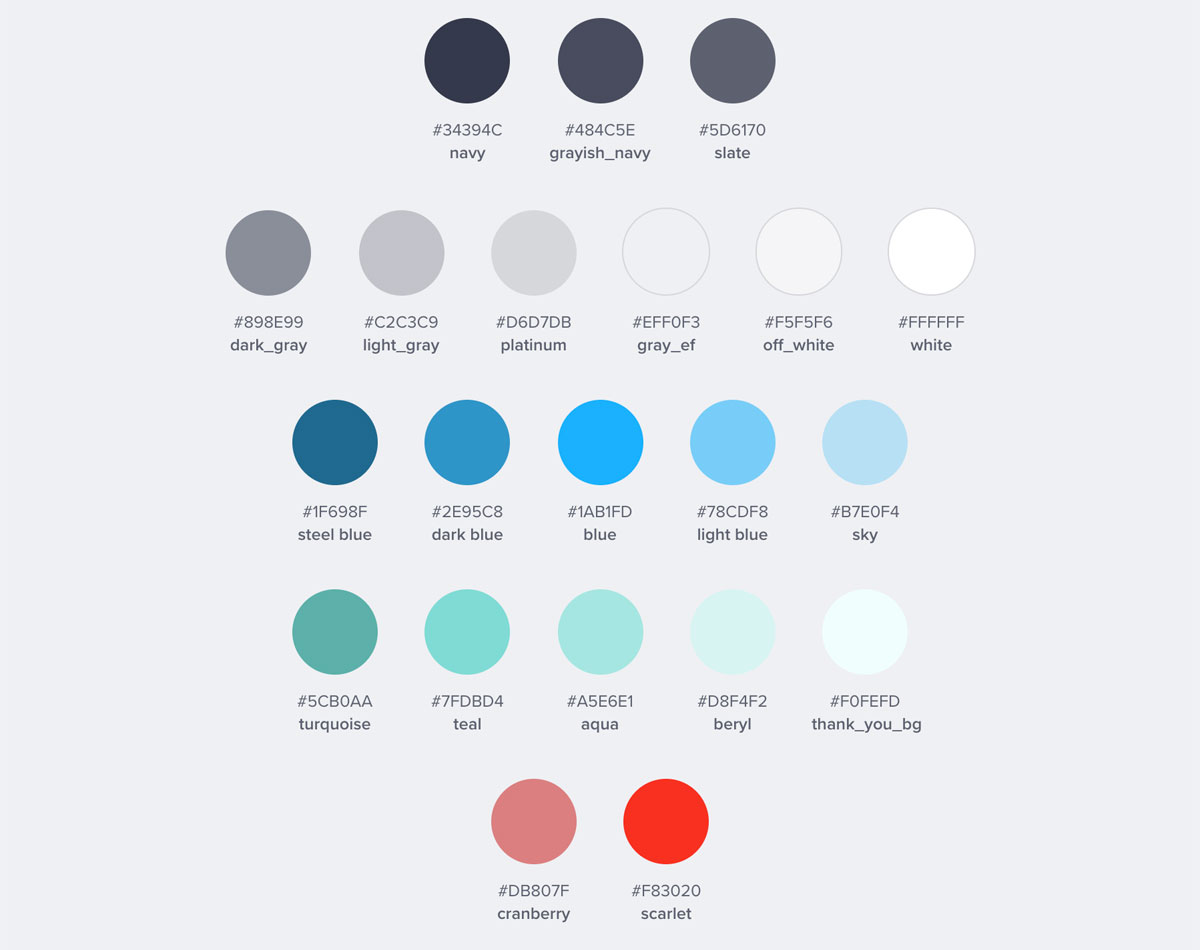 #34394C #484C5E #5D6170
navy grayish_navy slate
#898E99 #C2C3C9 #D6D7DB #EFF0F3 #F5F5F6 #FFFFFF
dark_gray light_gray platinum gray_ef off_white white
#1F698F #2E95C8 #1AB1FD #78CDF8 #B7E0F4
steel blue dark blue blue light blue sky
#5CB0AA #7FDBD4 #A5E6E1 #D8F4F2 #F0FEFD
turquoise teal aqua beryl thank_you_bg
#DB807F #F83020
cranberry scarlet